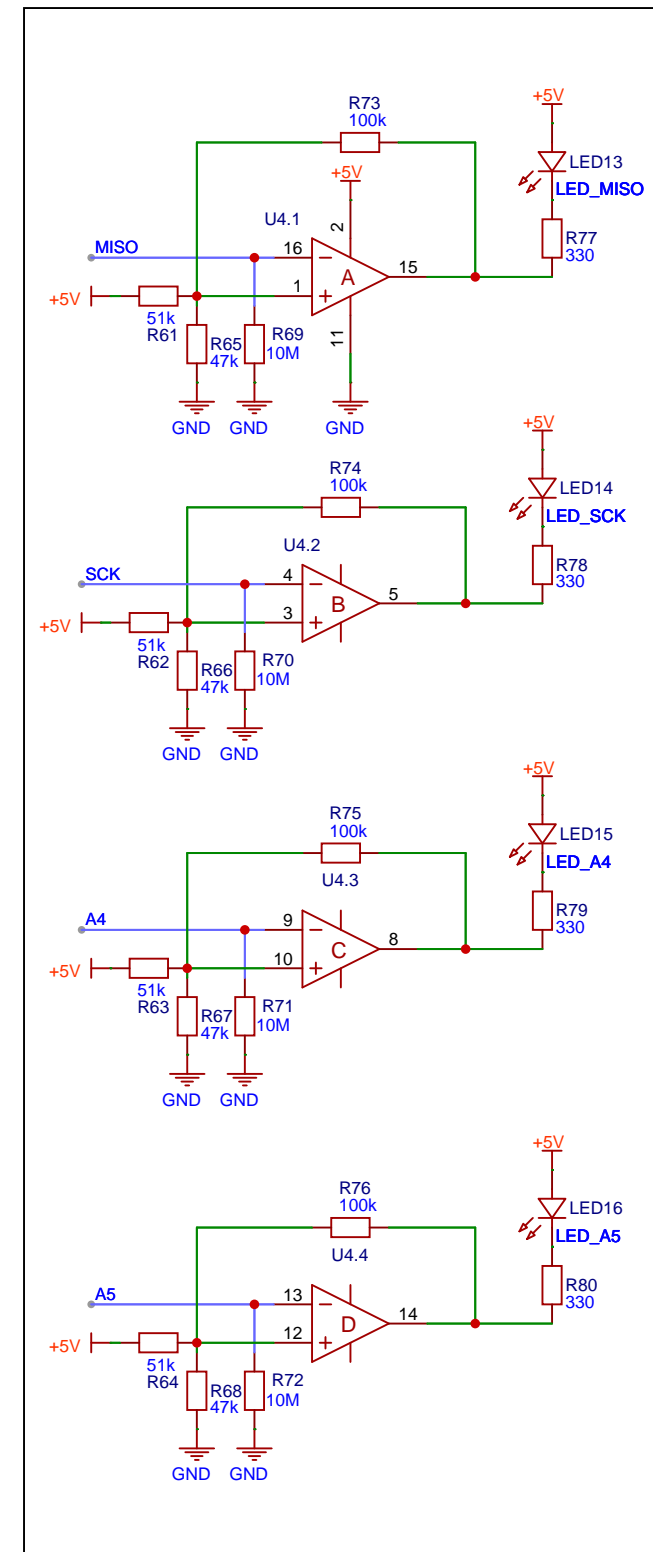 R73
100k
+5V
LED13
LED_MISO
+5V
U4.1
MISO
16
2
A
15
R77
330
1
+5V
51k
R61
R65
47k
R69
10M
11
GND
GND
GND
+5V
R74
100k
LED14
LED_SCK
U4.2
SCK
4
B
5
R78
330
3
+5V
51k
R62
R66
47k
R70
10M
GND
GND
+5V
R75
100k
LED15
LED_A4
U4.3
A4
9
C
8
R79
330
10
+5V
51k
R63
R67
47k
R71
10M
GND
GND
+5V
R76
100k
LED16
LED_A5
U4.4
A5
13
D
14
R80
330
12
+5V
51k
R64
R68
47k
R72
10M
GND
GND